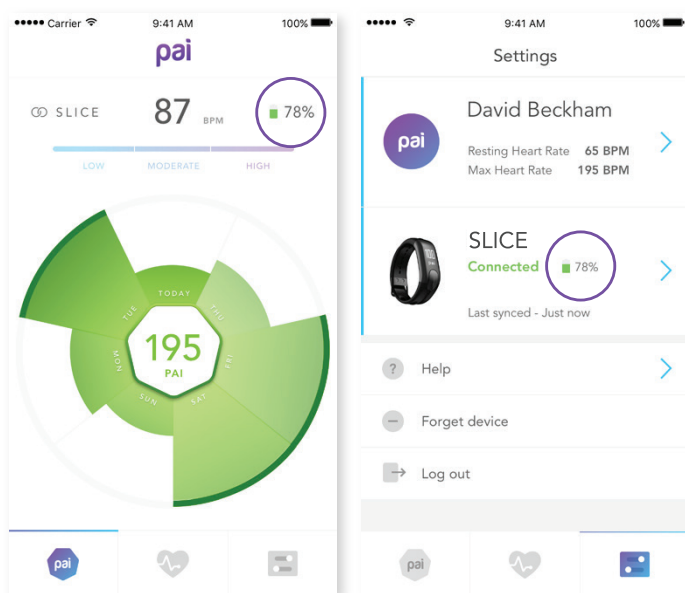 Carrier 9:41 AM 100%
pai
SLICE 87 BPM 78%
LOW MODERATE HIGH
TODAY
TUE THU
MON FRI
195
PAI
SUN SAT
pai
9:41 AM 100%
Settings
David Beckham
pai
Resting Heart Rate 65 BPM
Max Heart Rate 195 BPM
SLICE
Connected 78%
Last synced - Just now
? Help
Forget device
Log out
pai